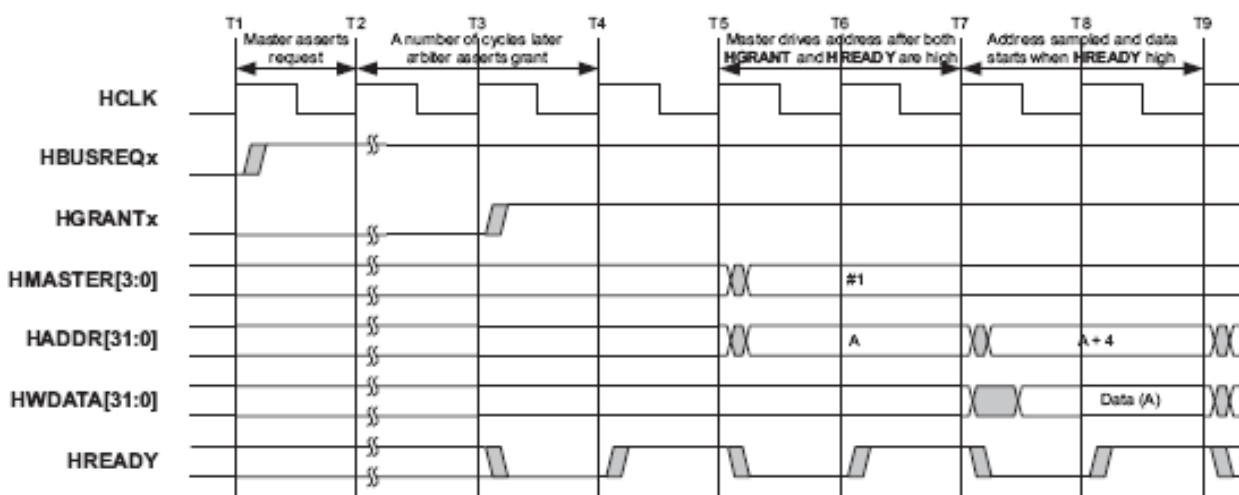 T1 T2 T3 T4 T5 T6 T7 T8 T9
Master asserts
request
A number of cycles later
arbiter asserts grant
Master drives address after both
HGRANT and HREADY are high
Address sampled and data
starts when HREADY high
HCLK
HBUSREQx
HGRANTx
HMASTER[3:0]
#1
HADDR[31:0]
A
A + 4
HWDATA[31:0]
Data (A)
HREADY